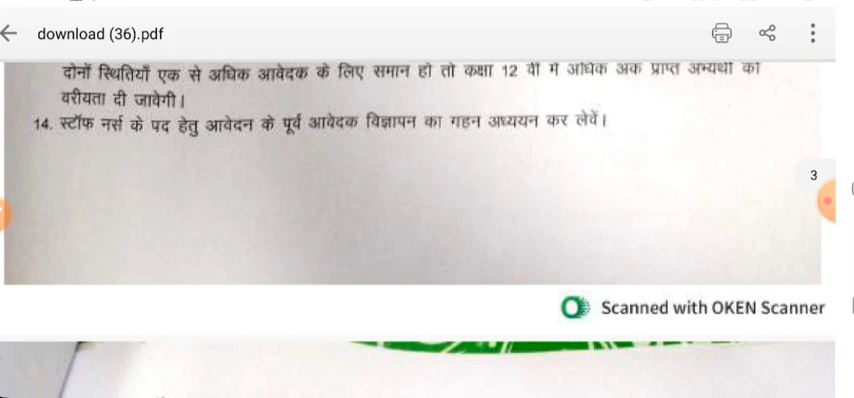 download (36).pdf
दोनों स्थितियाँ एक से अधिक आवेदक के लिए समान हो तो कक्षा 12 वी में अधिक अंक प्राप्त अभ्यर्थी को
वरीयता दी जावेगी।
14. स्टॉफ नर्स के पद हेतु आवेदन के पूर्व आवेदक विज्ञापन का गहन अध्ययन कर लेवें।
3
Scanned with OKEN Scanner